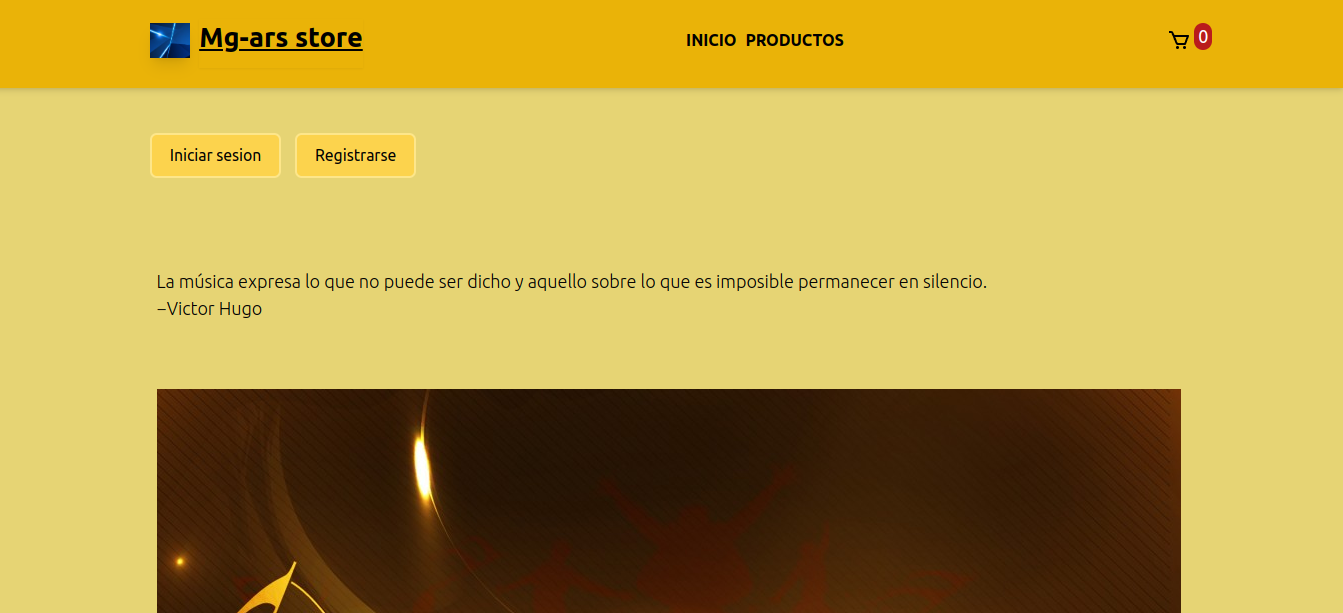 Mg-ars store
INICIO PRODUCTOS
0
Iniciar sesion
Registrarse
La música expresa lo que no puede ser dicho y aquello sobre lo que es imposible permanecer en silencio.
–Victor Hugo